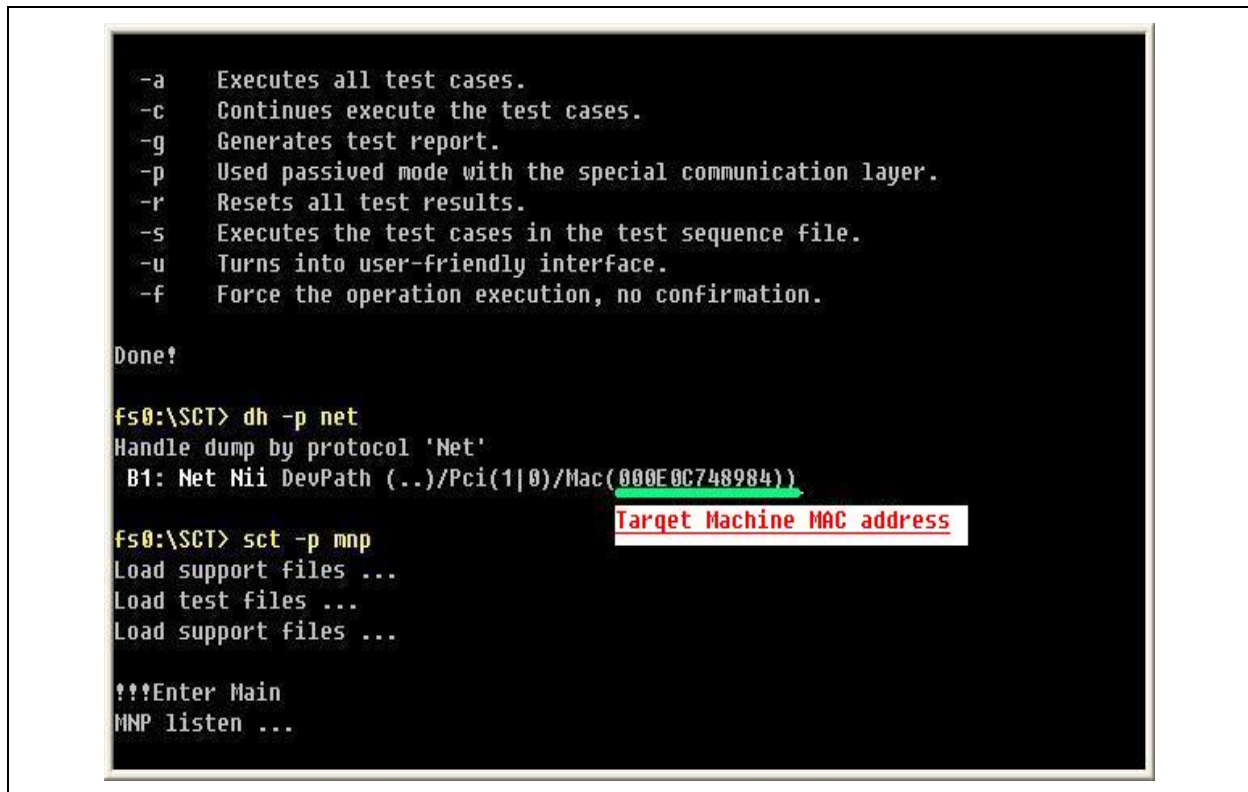 -a Executes all test cases.
-c Continues execute the test cases.
-g Generates test report.
-p Used passived mode with the special communication layer.
-r Resets all test results.
-s Executes the test cases in the test sequence file.
-u Turns into user-friendly interface.
-f Force the operation execution, no confirmation.
Done!
fs0:\SCT> dh -p net
Handle dump by protocol 'Net'
B1: Net Nii DevPath (..)/Pci(1|0)/Mac(000E0C748984))
Target Machine MAC address
fs0:\SCT> sct -p mnp
Load support files ...
Load test files ...
Load support files ...
!!!Enter Main
MNP listen ...